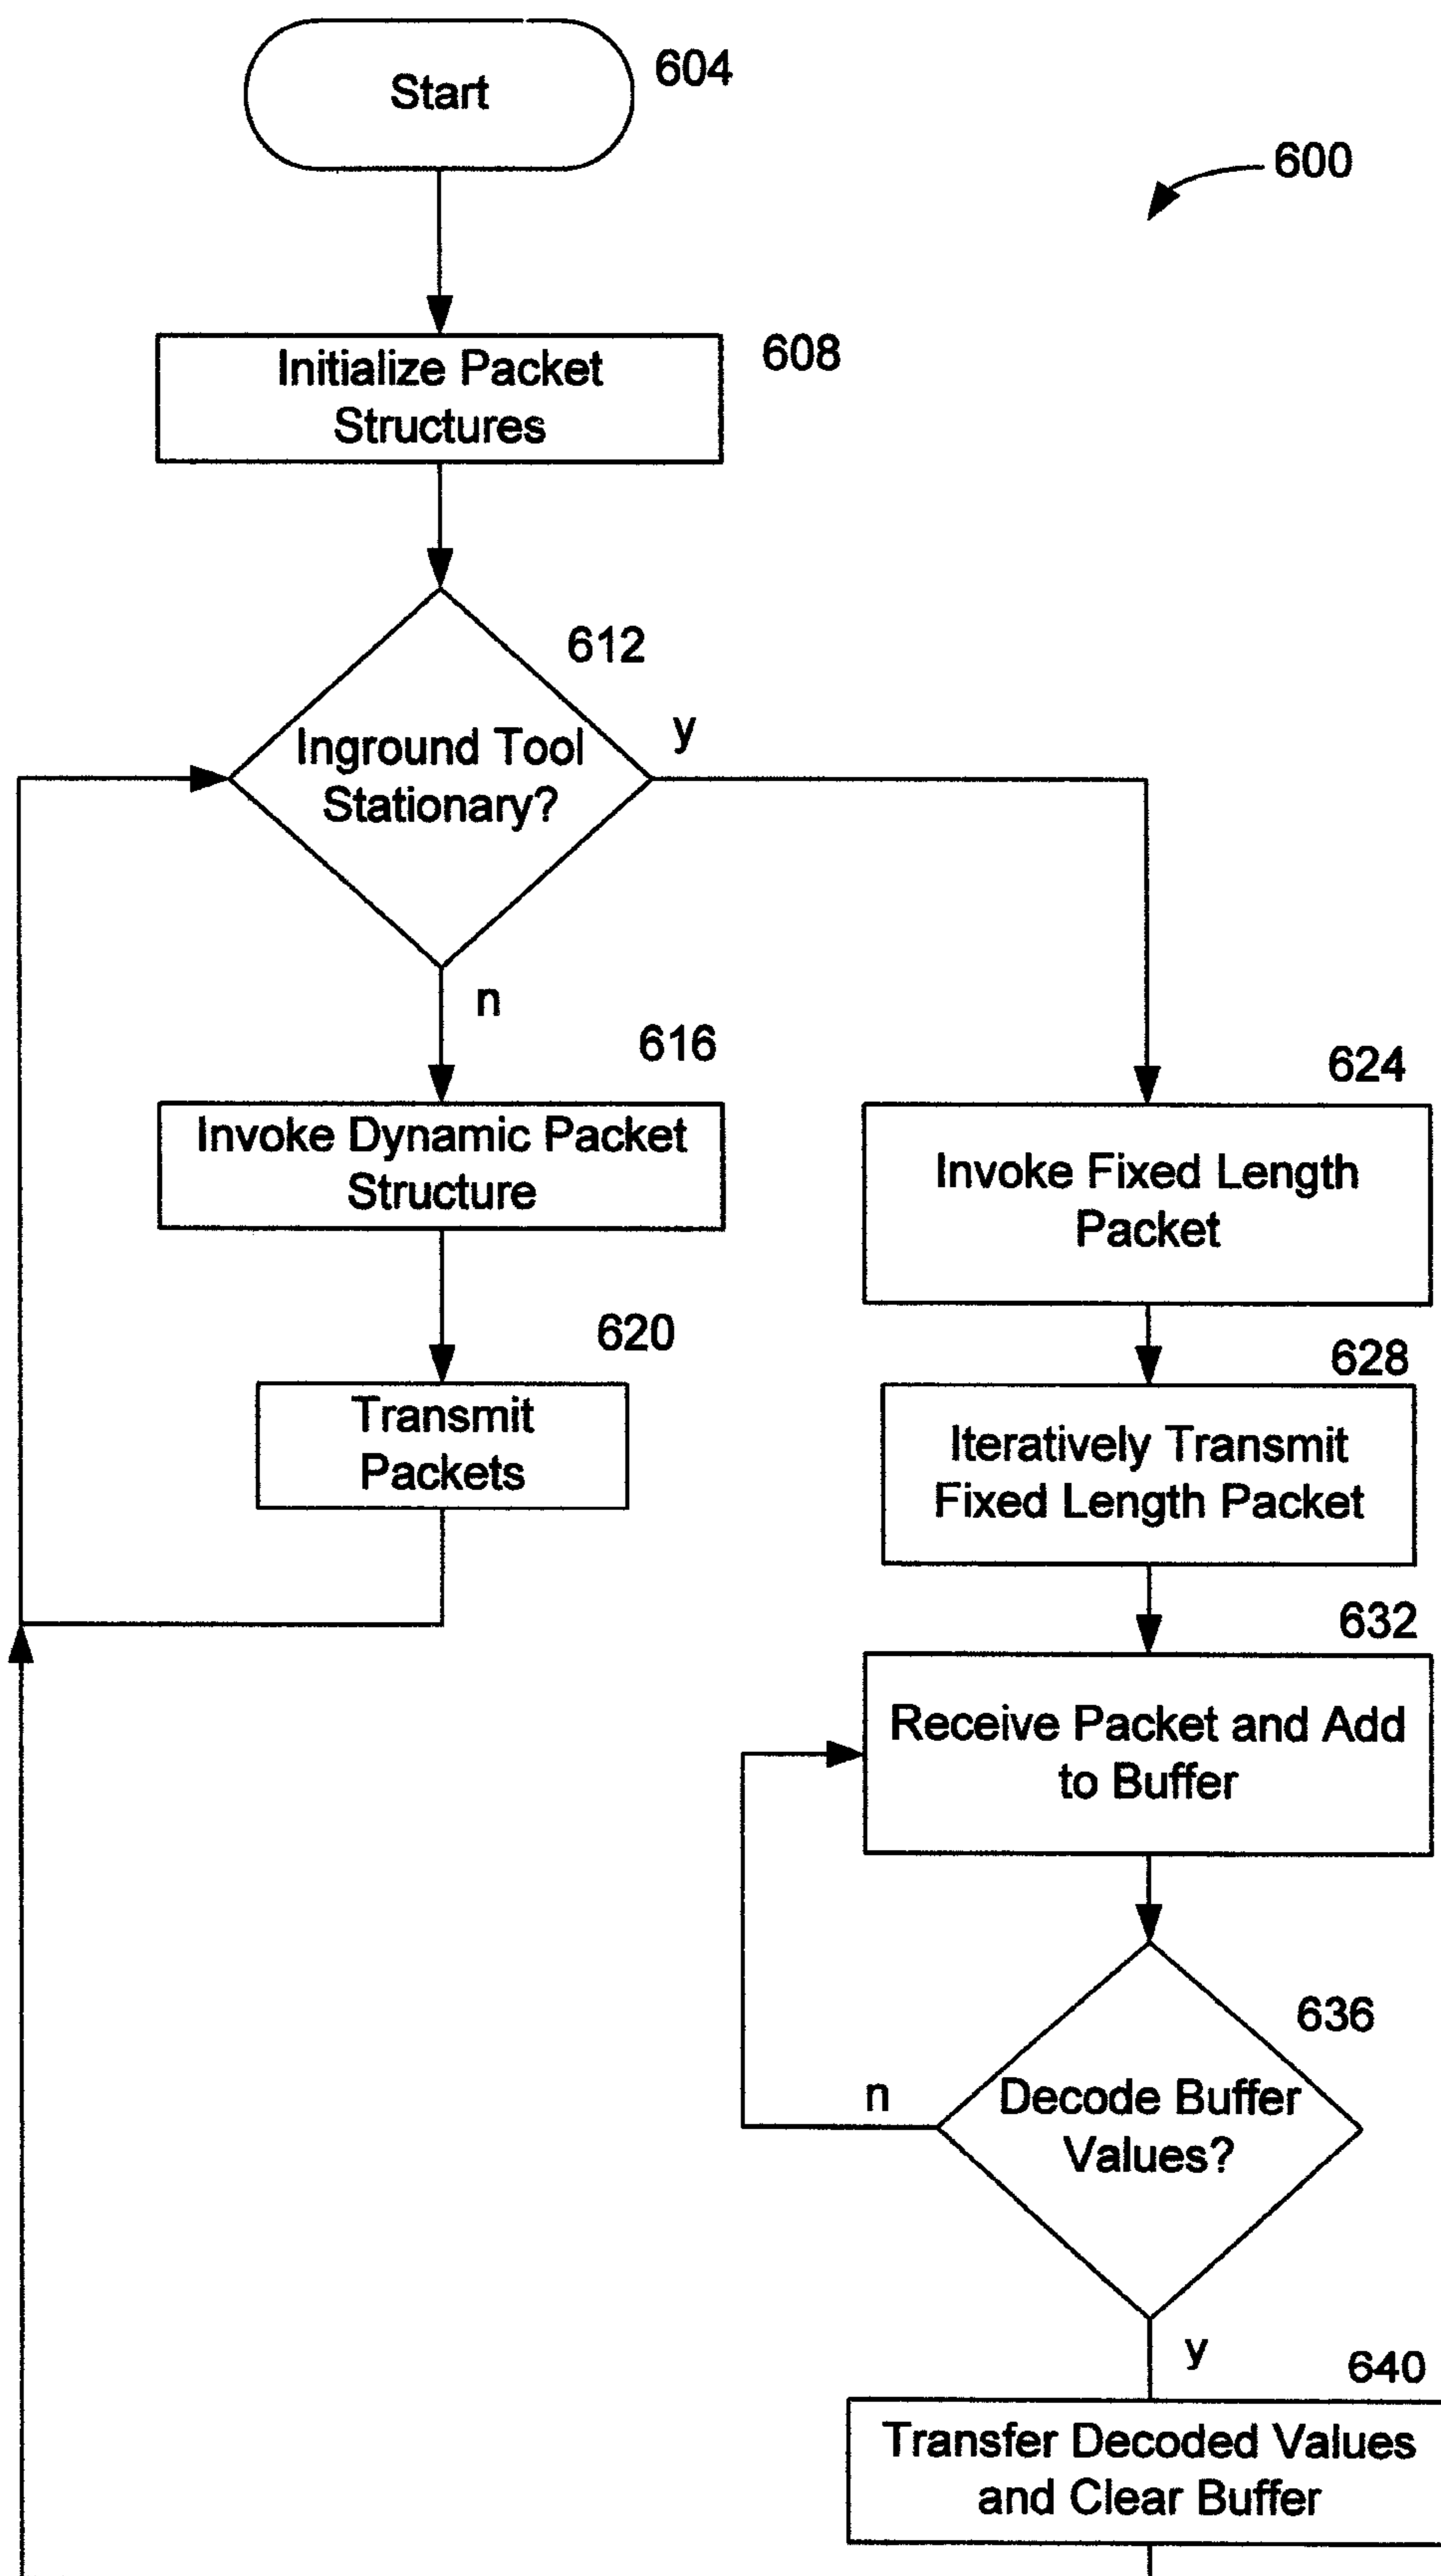 Start
604
600
Initialize Packet
Structures
608
612
Inground Tool
Stationary?
y
n
616
Invoke Dynamic Packet
Structure
624
Invoke Fixed Length
Packet
620
Transmit
Packets
628
Iteratively Transmit
Fixed Length Packet
632
Receive Packet and Add
to Buffer
636
Decode Buffer
Values?
n
y
640
Transfer Decoded Values
and Clear Buffer